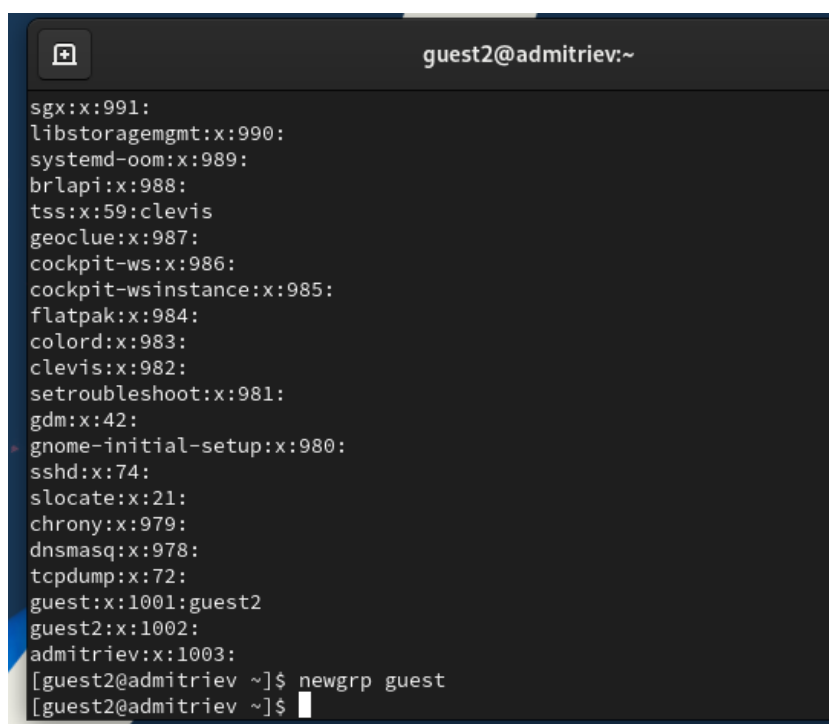 guest2@admitriev:~
sgx:x:991:
libstoragemgmt:x:990:
systemd-oom:x:989:
brlapi:x:988:
tss:x:59:clevis
geoclue:x:987:
cockpit-ws:x:986:
cockpit-wsinstance:x:985:
flatpak:x:984:
colord:x:983:
clevis:x:982:
setroubleshoot:x:981:
gdm:x:42:
gnome-initial-setup:x:980:
sshd:x:74:
slocate:x:21:
chrony:x:979:
dnsmasq:x:978:
tcpdump:x:72:
guest:x:1001:guest2
guest2:x:1002:
admitriev:x:1003:
[guest2@admitriev ~]$ newgrp guest
[guest2@admitriev ~]$